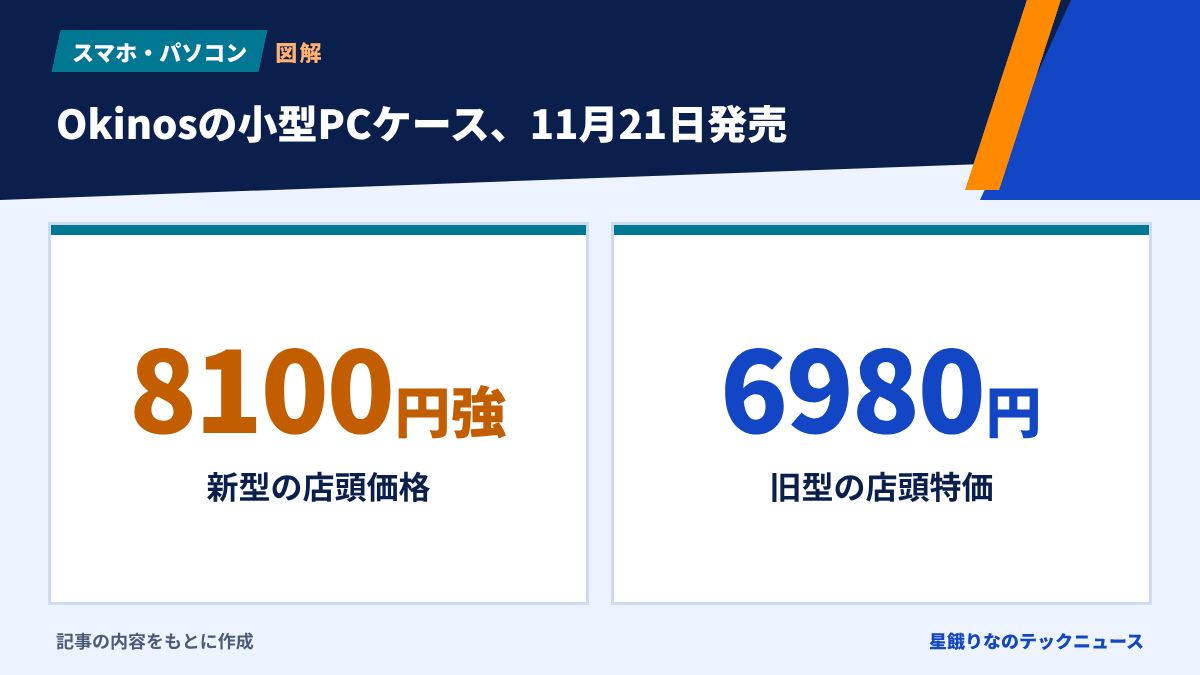 スマホ・パソコン 図解
Okinosの小型PCケース、11月21日発売
8100円強
新型の店頭価格
6980円
旧型の店頭特価
記事の内容をもとに作成
星餓りなのテックニュース